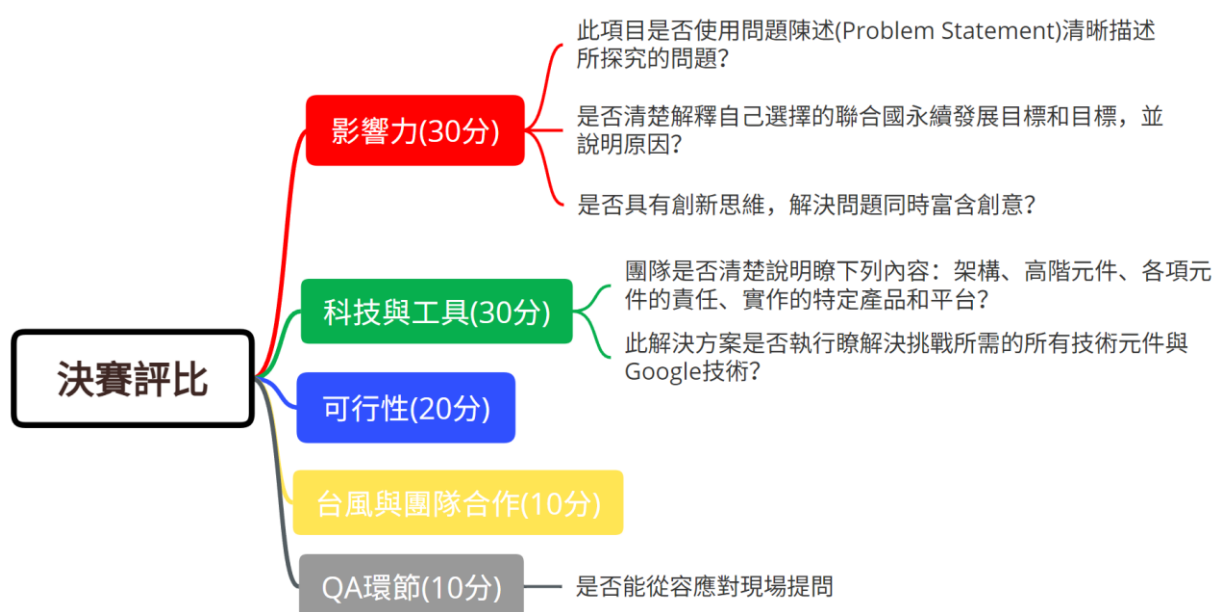 此項目是否使用問題陳述(Problem Statement)清晰描述
所探究的問題?
影響力(30分)
是否清楚解釋自己選擇的聯合國永續發展目標和目標，並
說明原因?
是否具有創新思維，解決問題同時富含創意?
團隊是否清楚說明瞭下列內容：架構、高階元件、各項元
件的責任、實作的特定產品和平台?
科技與工具(30分)
此解決方案是否執行瞭解決挑戰所需的所有技術元件與
Google技術?
決賽評比
可行性(20分)
台風與團隊合作(10分)
QA環節(10分)
是否能從容應對現場提問